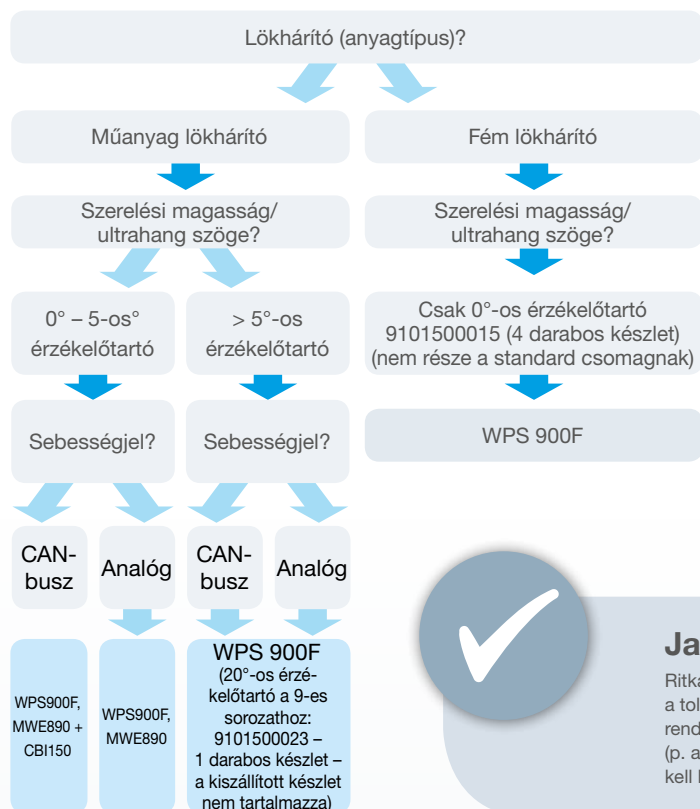 Lökhárító (anyagtípus)?
Műanyag lökhárító
Fém lökhárító
Szerelési magasság/
ultrahang szöge?
Szerelési magasság/
ultrahang szöge?
0° – 5-os°
érzékelőtartó
> 5°-os
érzékelőtartó
Csak 0°-os érzékelőtartó
9101500015 (4 darabos készlet)
(nem része a standard csomagnak)
Sebességjel?
Sebességjel?
WPS 900F
CAN-
busz
Analóg
CAN-
busz
Analóg
WPS900F,
MWE890 +
CBI150
WPS900F,
MWE890
WPS 900F
(20°-os érzé-
kelőtartó a 9-es
sorozathoz:
9101500023 –
1 darabos készlet –
a kiszállított készlet
nem tartalmazza)
Ja
Ritka
a tol
rend
(p. a
kell